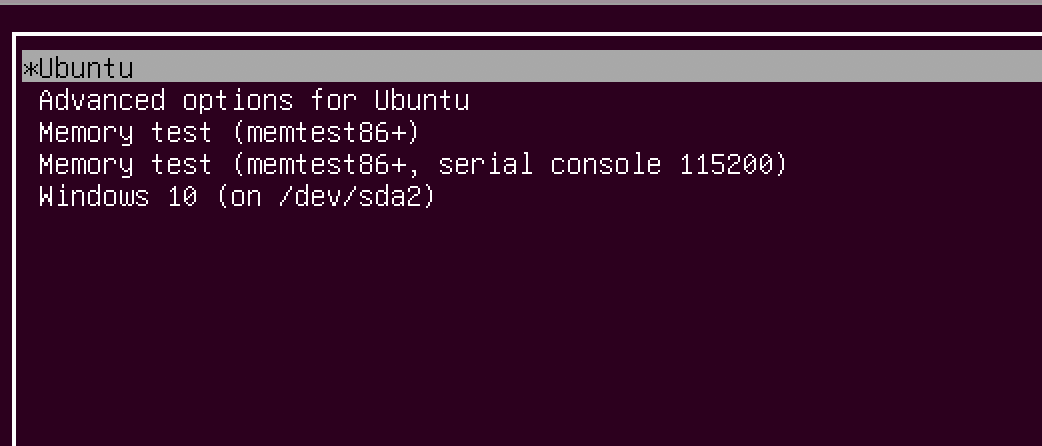 *Ubuntu
Advanced options for Ubuntu
Memory test (memtest86+)
Memory test (memtest86+, serial console 115200)
Windows 10 (on /dev/sda2)